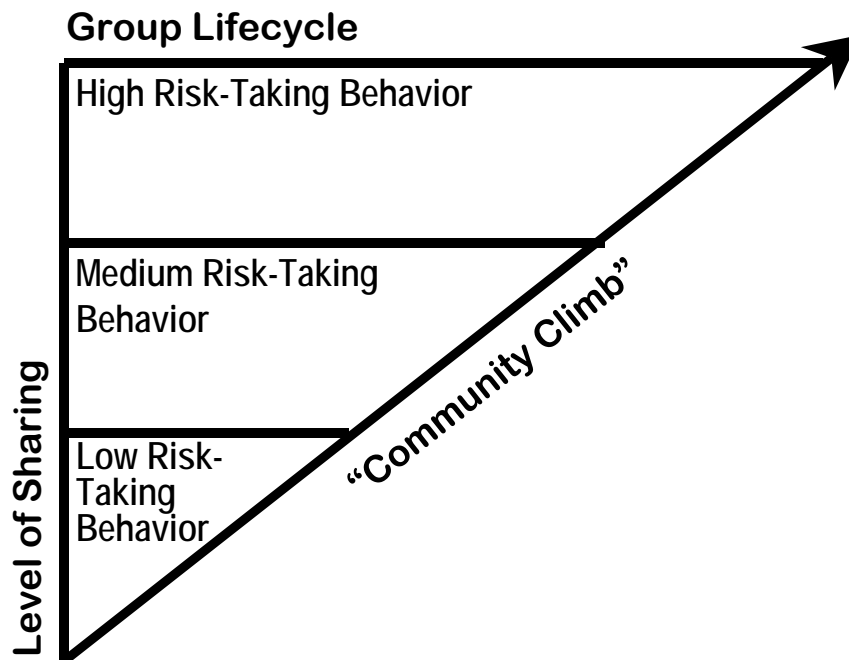 Group Lifecycle
High Risk-Taking Behavior
Medium Risk-Taking
Behavior
“Community Climb”
Low Risk-
Taking
Behavior
Level of Sharing